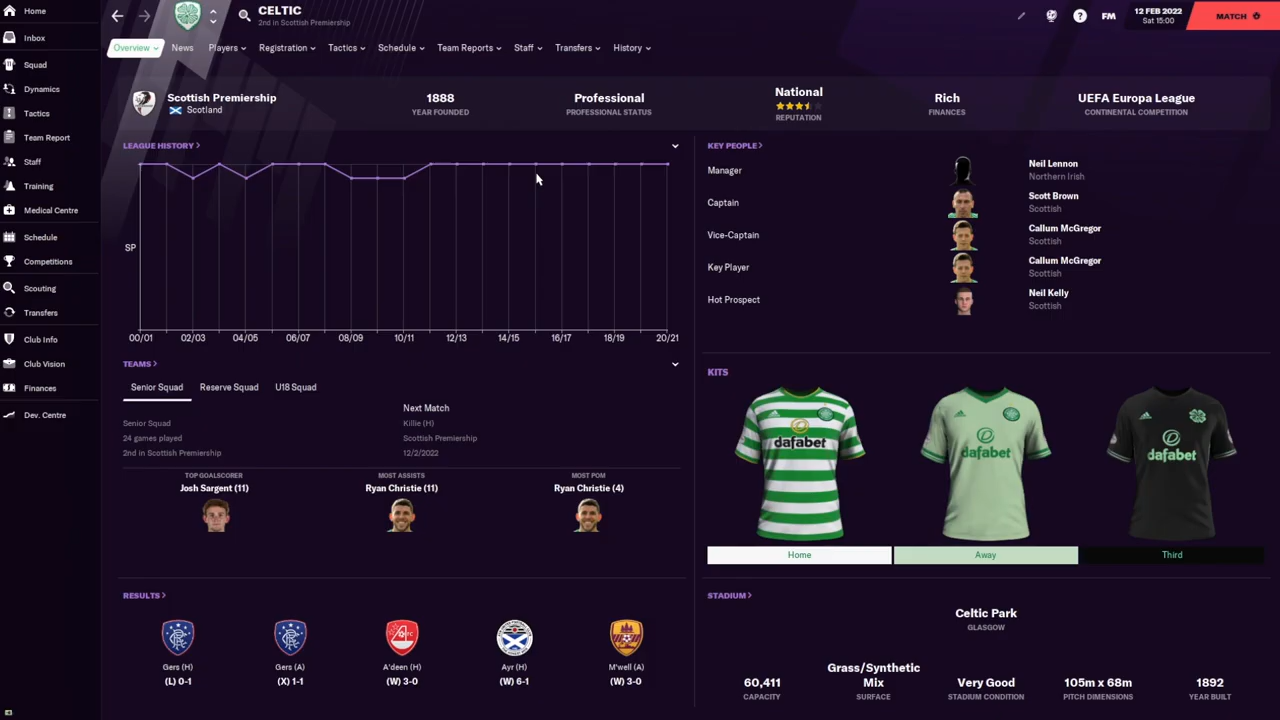 CELTIC
2nd in Scottish Premiership
12 FEB 2022
Sat 15:00
FM
MATCH
Home
Inbox
Squad
Dynamics
Tactics
Team Report
Staff
Training
Medical Centre
Schedule
Competitions
Scouting
Transfers
Club Info
Club Vision
Finances
Dev. Centre
Overview
News
Players
Registration
Tactics
Schedule
Team Reports
Staff
Transfers
History
Scottish Premiership
Scotland
1888
YEAR FOUNDED
Professional
PROFESSIONAL STATUS
National
REPUTATION
Rich
FINANCES
UEFA Europa League
CONTINENTAL COMPETITION
LEAGUE HISTORY
SP
00/01 02/03 04/05 06/07 08/09 10/11 12/13 14/15 16/17 18/19 20/21
TEAMS
Senior Squad
Reserve Squad
U18 Squad
Senior Squad
24 games played
2nd in Scottish Premiership
Next Match
Killie (H)
Scottish Premiership
12/2/2022
TOP GOALSCORER
Josh Sargent (11)
MOST ASSISTS
Ryan Christie (11)
MOST POM
Ryan Christie (4)
RESULTS
Gers (H)
(L) 0-1
Gers (A)
(X) 1-1
A'deen (H)
(W) 3-0
Ayr (H)
(W) 6-1
M'well (A)
(W) 3-0
KEY PEOPLE
Manager
Neil Lennon
Northern Irish
Captain
Scott Brown
Scottish
Vice-Captain
Callum McGregor
Scottish
Key Player
Callum McGregor
Scottish
Hot Prospect
Neil Kelly
Scottish
KITS
dafabet
dafabet
dafabet
Home
Away
Third
STADIUM
Celtic Park
GLASGOW
60,411
CAPACITY
Grass/Synthetic
Mix
SURFACE
Very Good
STADIUM CONDITION
105m x 68m
PITCH DIMENSIONS
1892
YEAR BUILT